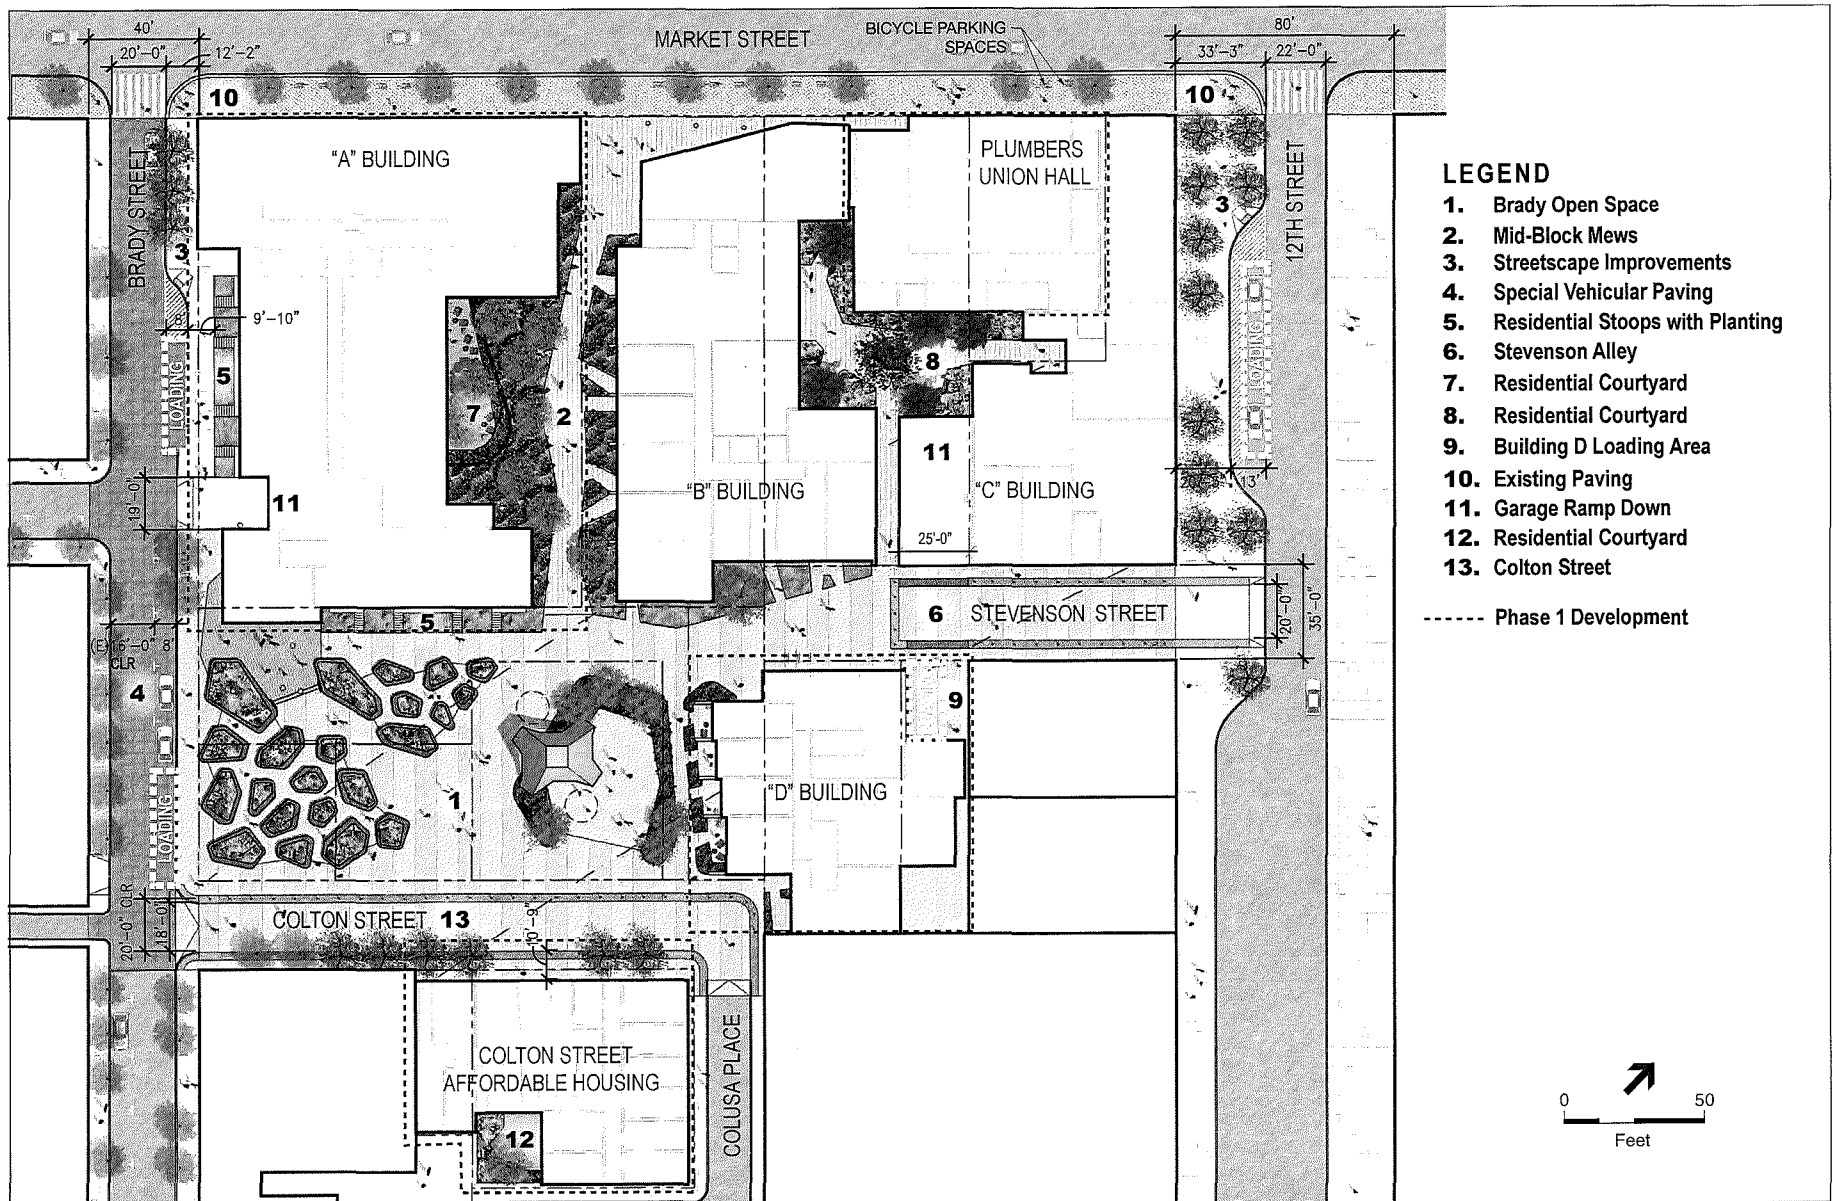 40'
20'-0"
12'-2"
MARKET STREET
BICYCLE PARKING
SPACES
80'
33'-3"
22'-0"
10
10
"A" BUILDING
PLUMBERS
UNION HALL
BRADY STREET
12TH STREET
3
3
8'
9'-10"
LOADING
LOADING
5
7
2
8
11
"B" BUILDING
"C" BUILDING
13'
19'-0"
11
25'-0"
6
STEVENSON STREET
20'-0"
35'-0"
5
(E)16'-0"
8'
CLR
4
9
1
"D" BUILDING
LOADING
20'-0" CLR
18'-0"
COLTON STREET
13
10'-9"
COLTON STREET
AFFORDABLE HOUSING
12
COLUSA PLACE
LEGEND
1. Brady Open Space
2. Mid-Block Mews
3. Streetscape Improvements
4. Special Vehicular Paving
5. Residential Stoops with Planting
6. Stevenson Alley
7. Residential Courtyard
8. Residential Courtyard
9. Building D Loading Area
10. Existing Paving
11. Garage Ramp Down
12. Residential Courtyard
13. Colton Street
Phase 1 Development
0
50
Feet